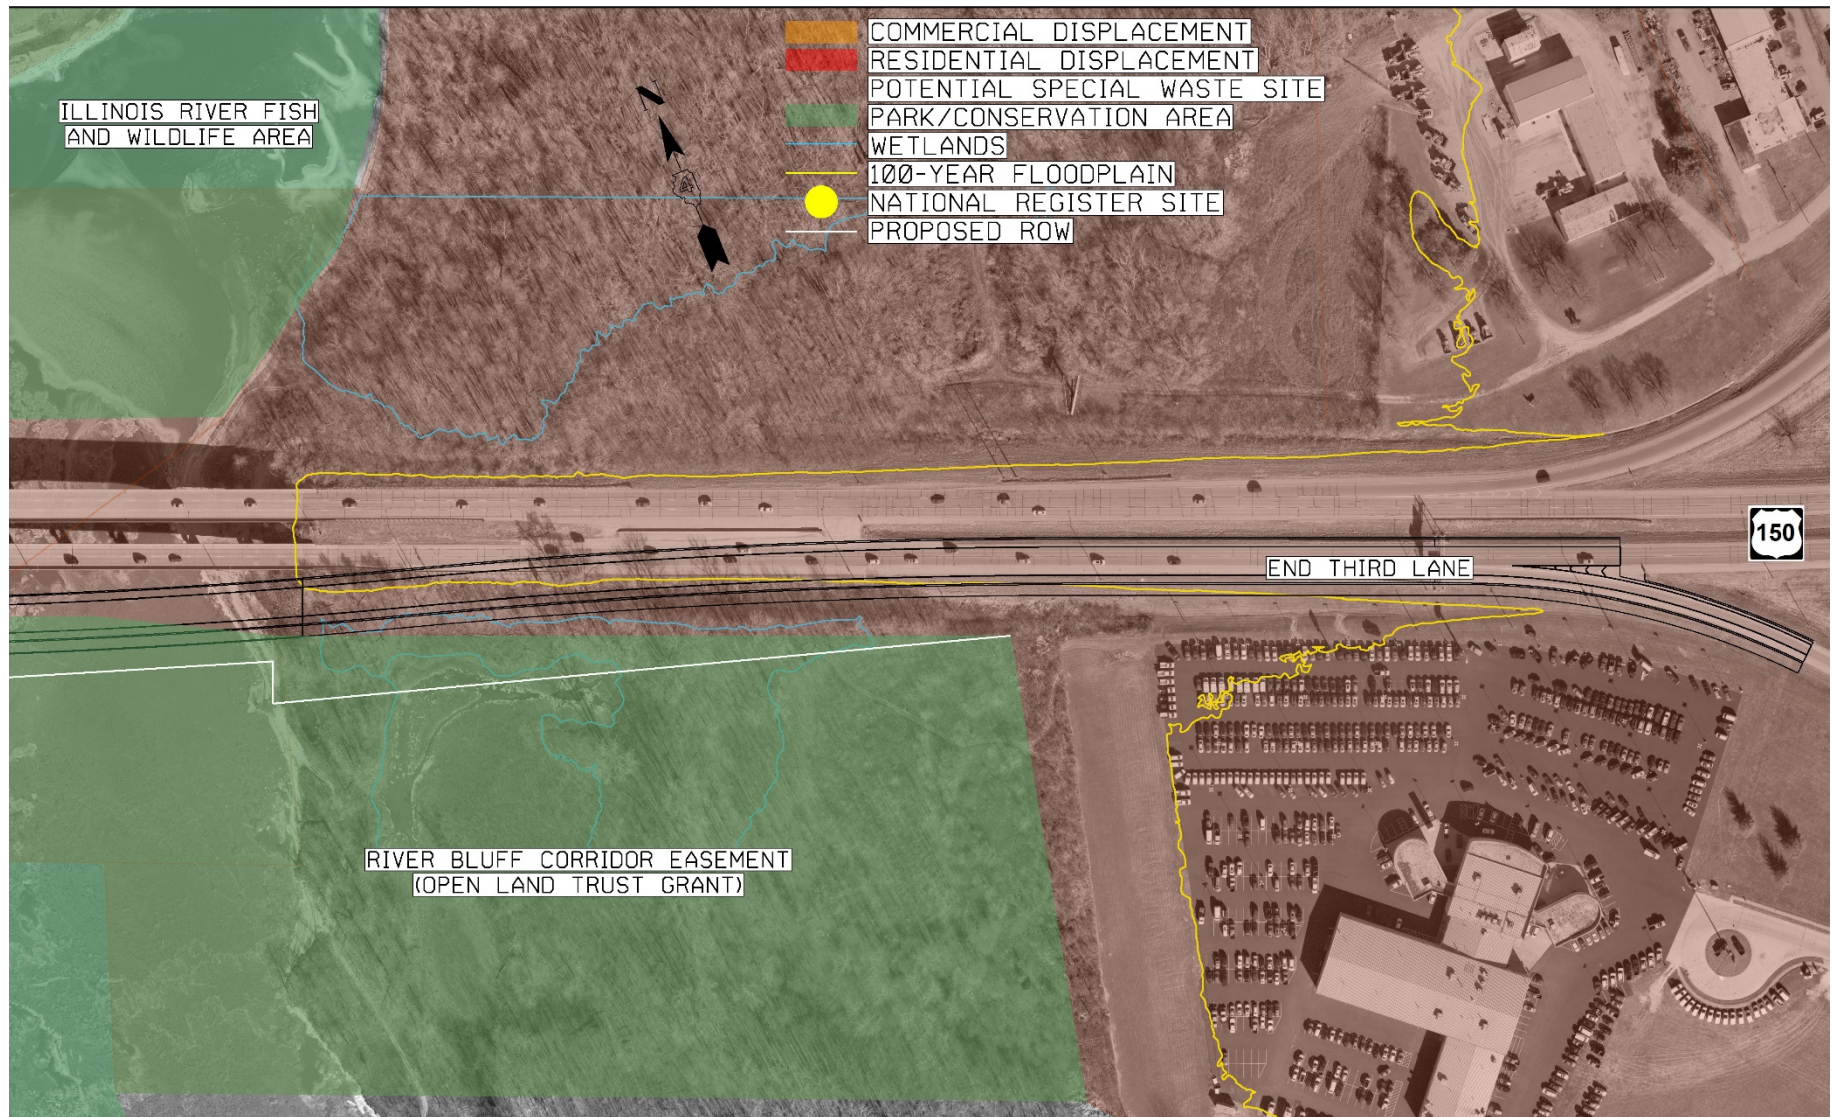 COMMERCIAL DISPLACEMENT
RESIDENTIAL DISPLACEMENT
POTENTIAL SPECIAL WASTE SITE
PARK/CONSERVATION AREA
WETLANDS
100-YEAR FLOODPLAIN
NATIONAL REGISTER SITE
PROPOSED ROW
ILLINOIS RIVER FISH
AND WILDLIFE AREA
N
150
END THIRD LANE
RIVER BLUFF CORRIDOR EASEMENT
(OPEN LAND TRUST GRANT)